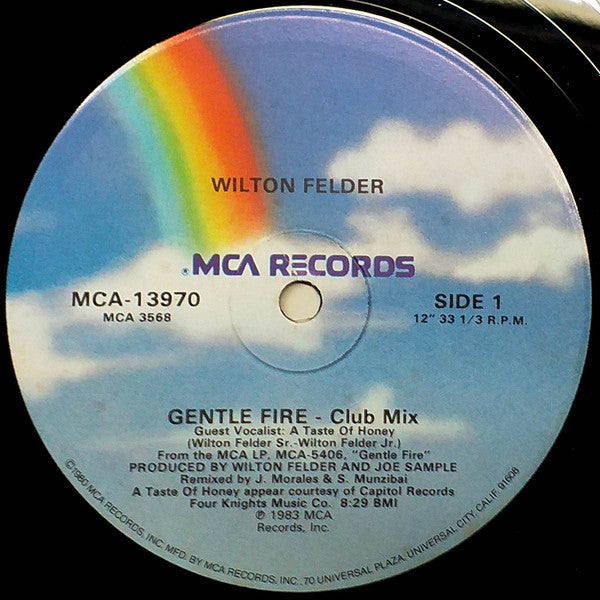 WILTON FELDER
® MCA RECORDS
MCA-13970
MCA 3568
SIDE 1
12" 33 1/3 R.P.M.
GENTLE FIRE - Club Mix
Guest Vocalist: A Taste Of Honey
(Wilton Felder Sr.-Wilton Felder Jr.)
From the MCA LP, MCA-5406, "Gentle Fire"
PRODUCED BY WILTON FELDER AND JOE SAMPLE
Remixed by J. Morales & S. Munzibai
A Taste Of Honey appear courtesy of Capitol Records
Four Knights Music Co. 8:29 BMI
℗ 1983 MCA
Records, Inc.
©1980 MCA RECORDS, INC. MFD. BY MCA RECORDS, INC., 70 UNIVERSAL PLAZA, UNIVERSAL CITY, CALIF. 91608